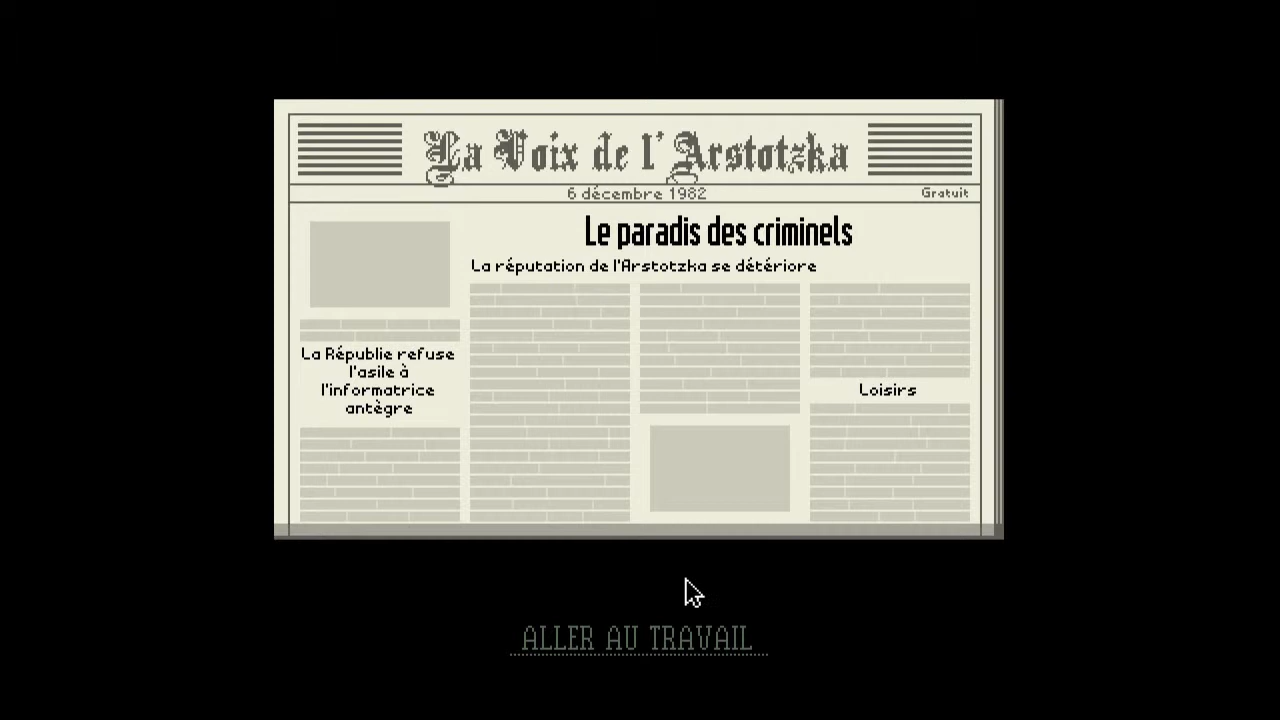 La Voix de l'Arstotzka
6 décembre 1982
Gratuit
Le paradis des criminels
La réputation de l'Arstotzka se détériore
La Républie refuse
l'asile à
l'informatrice
antègre
Loisirs
ALLER AU TRAVAIL